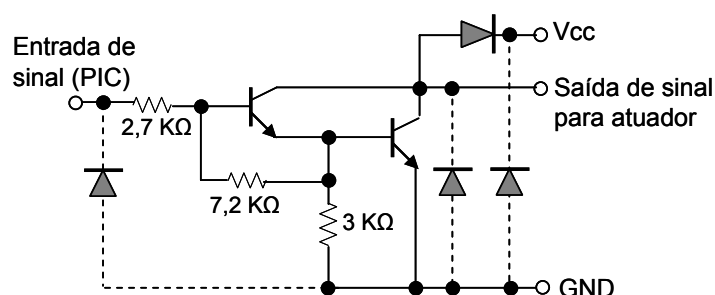 Entrada de
sinal (PIC)
2,7 KΩ
7,2 KΩ
3 KΩ
Vcc
Saída de sinal
para atuador
GND